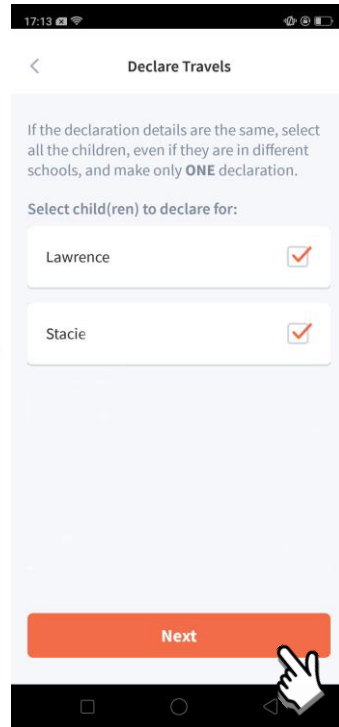 17:13
Declare Travels
If the declaration details are the same, select
all the children, even if they are in different
schools, and make only ONE declaration.
Select child(ren) to declare for:
Lawrence
Stacie
Next